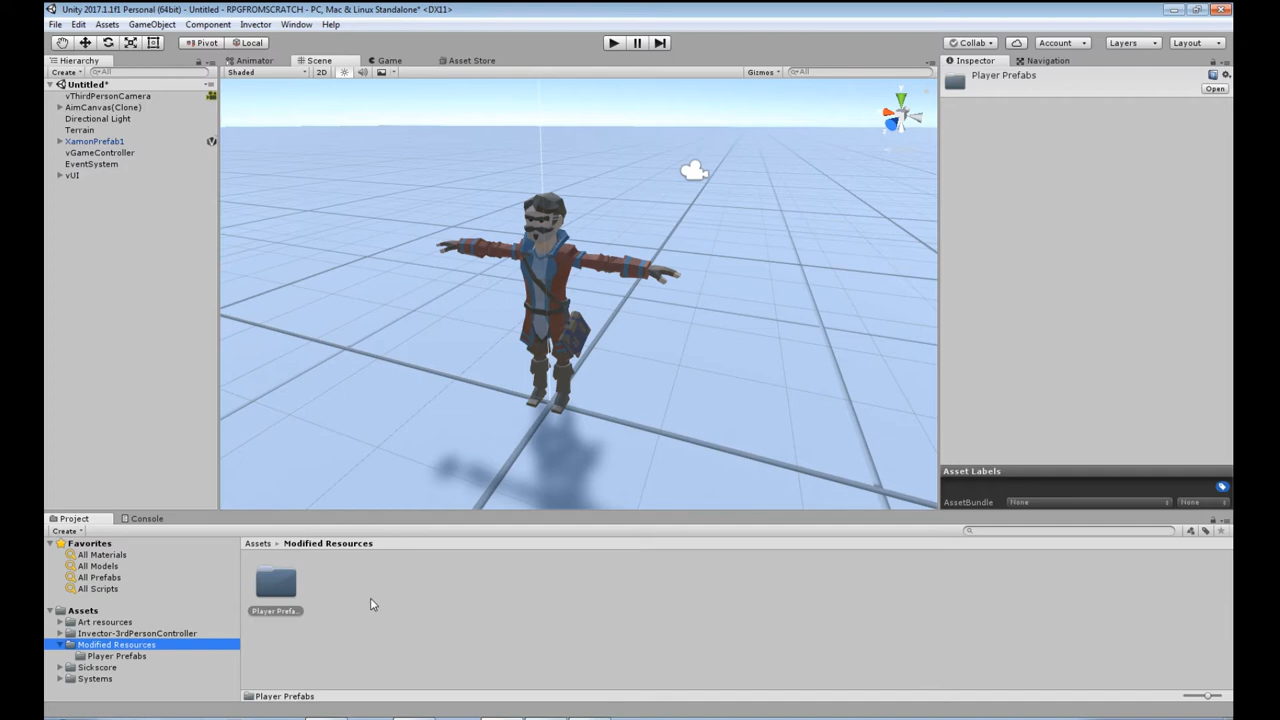 Unity 2017.1.1f1 Personal (64bit) - Untitled - RPGFROMSCRATCH - PC, Mac & Linux Standalone* <DX11>
File Edit Assets GameObject Component Invector Window Help
Pivot Local Collab Account Layers Layout
Hierarchy Animator Scene Game Asset Store Inspector Navigation
Create All Shaded 2D Gizmos All Player Prefabs
Open
Untitled*
vThirdPersonCamera
AimCanvas(Clone)
Directional Light
Terrain
XamonPrefab1
vGameController
EventSystem
vUI
Asset Labels
AssetBundle None None
Project Console
Create
Favorites
All Materials
All Models
All Prefabs
All Scripts
Assets
Art resources
Invector-3rdPersonController
Modified Resources
Player Prefabs
Sickscore
Systems
Assets Modified Resources
Player Prefa...
Player Prefabs